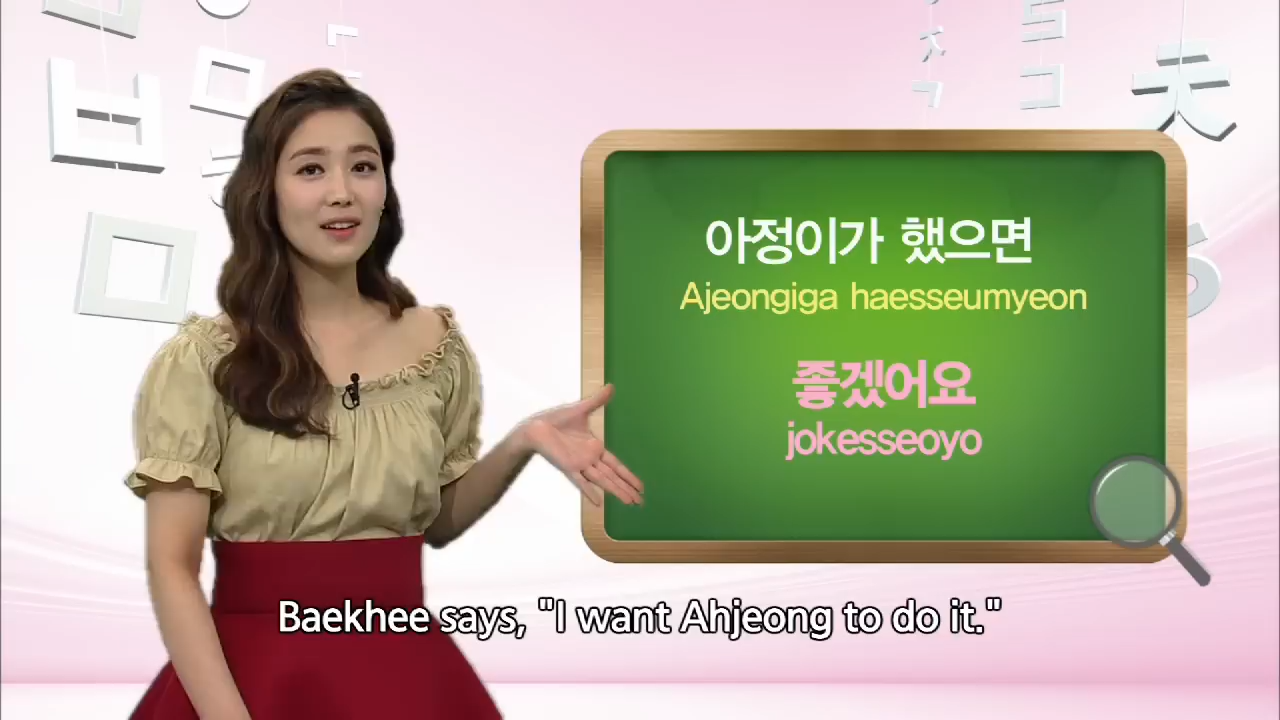 아정이가 했으면
Ajeongiga haesseumyeon
좋겠어요
jokesseoyo
Baekhee says, "I want Ahjeong to do it."